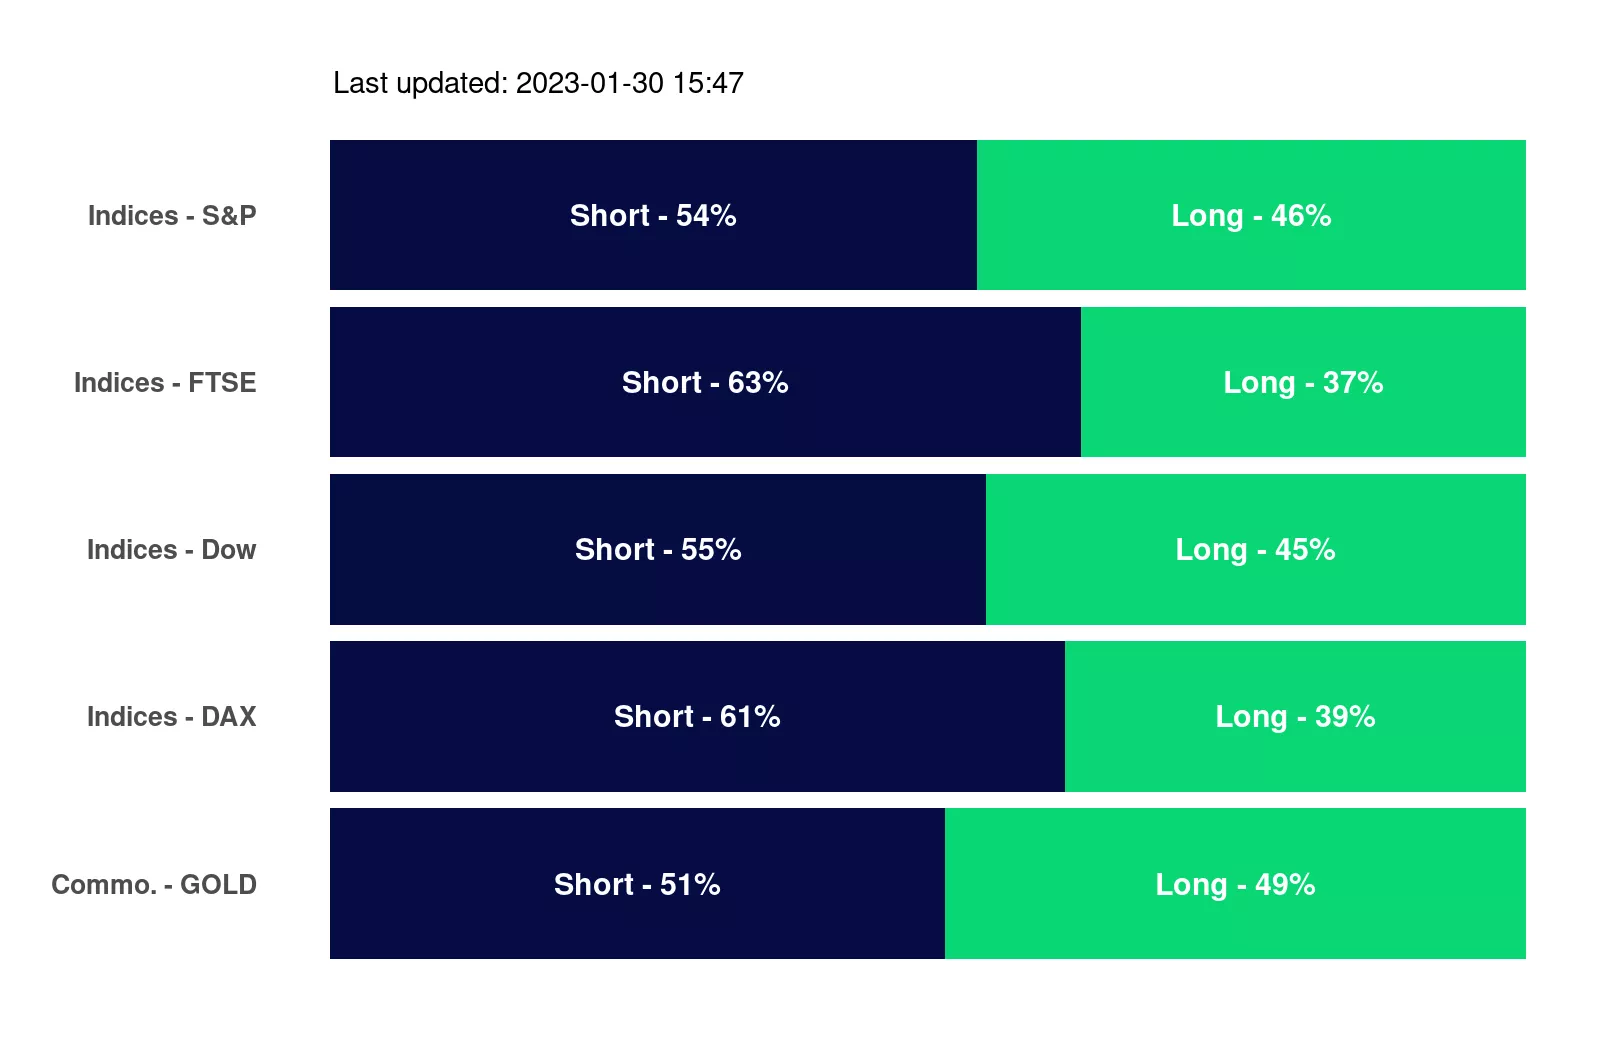 Last updated: 2023-01-30 15:47
Indices - S&P Short - 54% Long - 46%
Indices - FTSE Short - 63% Long - 37%
Indices - Dow Short - 55% Long - 45%
Indices - DAX Short - 61% Long - 39%
Commo. - GOLD Short - 51% Long - 49%